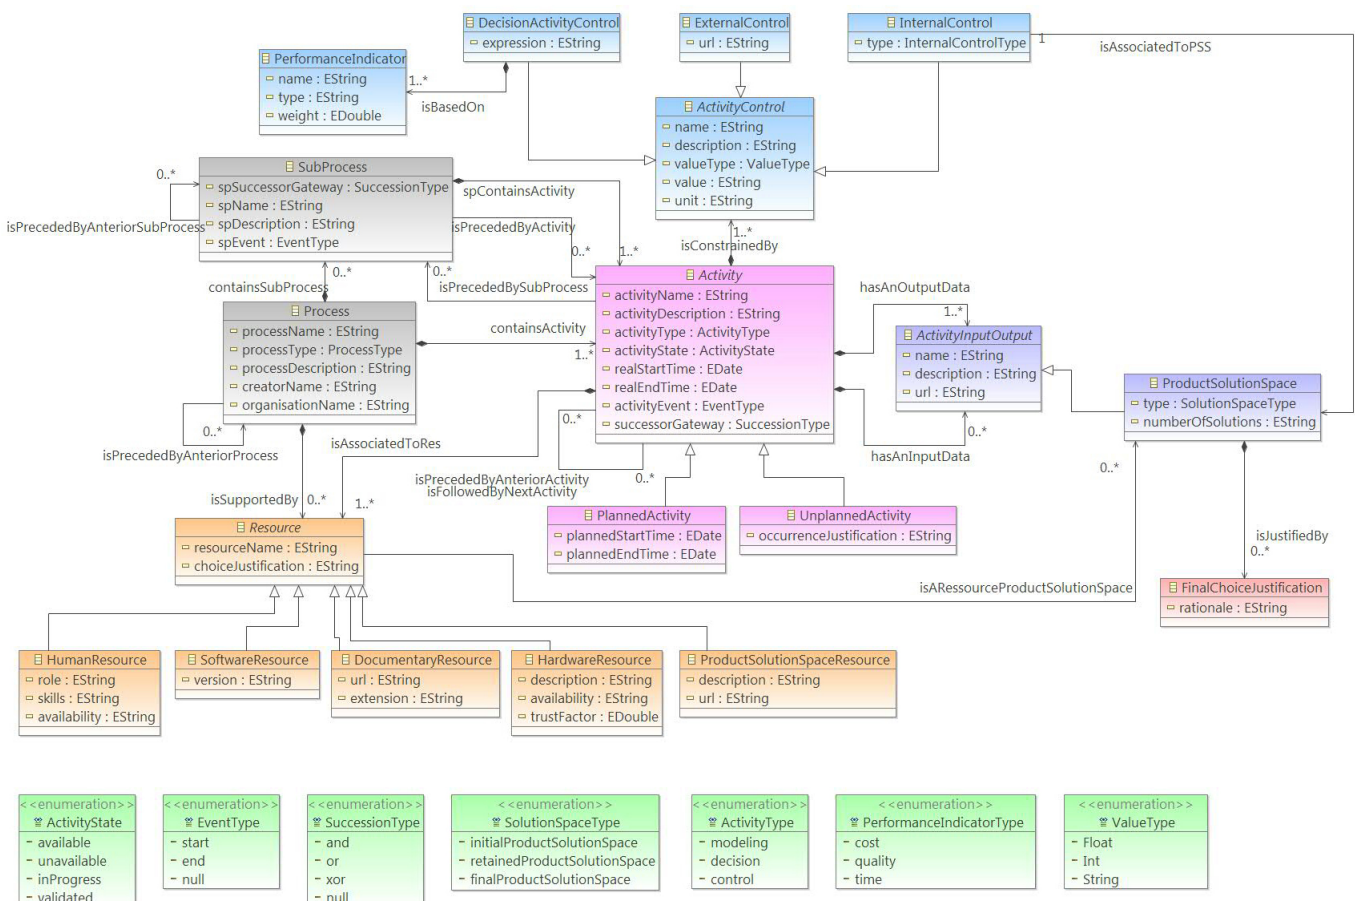 DecisionActivityControl
expression : EString
ExternalControl
url : EString
InternalControl
type : InternalControlType
1
isAssociatedToPSS
PerformanceIndicator
name : EString
type : EString
weight : EDouble
1..*
isBasedOn
ActivityControl
name : EString
description : EString
valueType : ValueType
value : EString
unit : EString
SubProcess
spSuccessorGateway : SuccessionType
spName : EString
spDescription : EString
spEvent : EventType
0..*
isPrecededByAnteriorSubProcess
spContainsActivity
isPrecededByActivity
0..*
1..*
1..*
isConstrainedBy
0..*
containsSubProcess
0..*
isPrecededBySubProcess
Process
processName : EString
processType : ProcessType
processDescription : EString
creatorName : EString
organisationName : EString
containsActivity
1..*
Activity
activityName : EString
activityDescription : EString
activityType : ActivityType
activityState : ActivityState
realStartTime : EDate
realEndTime : EDate
activityEvent : EventType
successorGateway : SuccessionType
hasAnOutputData
1..*
ActivityInputOutput
name : EString
description : EString
url : EString
0..*
hasAnInputData
ProductSolutionSpace
type : SolutionSpaceType
numberOfSolutions : EString
0..*
isPrecededByAnteriorProcess
isAssociatedToRes
0..*
isPrecededByAnteriorActivity
isFollowedByNextActivity
0..*
0..*
isSupportedBy
0..*
1..*
PlannedActivity
plannedStartTime : EDate
plannedEndTime : EDate
UnplannedActivity
occurrenceJustification : EString
isJustifiedBy
0..*
Resource
resourceName : EString
choiceJustification : EString
isARessourceProductSolutionSpace
FinalChoiceJustification
rationale : EString
HumanResource
role : EString
skills : EString
availability : EString
SoftwareResource
version : EString
DocumentaryResource
url : EString
extension : EString
HardwareResource
description : EString
availability : EString
trustFactor : EDouble
ProductSolutionSpaceResource
description : EString
url : EString
<<enumeration>>
ActivityState
available
unavailable
inProgress
validated
<<enumeration>>
EventType
start
end
null
<<enumeration>>
SuccessionType
and
or
xor
null
<<enumeration>>
SolutionSpaceType
initialProductSolutionSpace
retainedProductSolutionSpace
finalProductSolutionSpace
<<enumeration>>
ActivityType
modeling
decision
control
<<enumeration>>
PerformanceIndicatorType
cost
quality
time
<<enumeration>>
ValueType
Float
Int
String